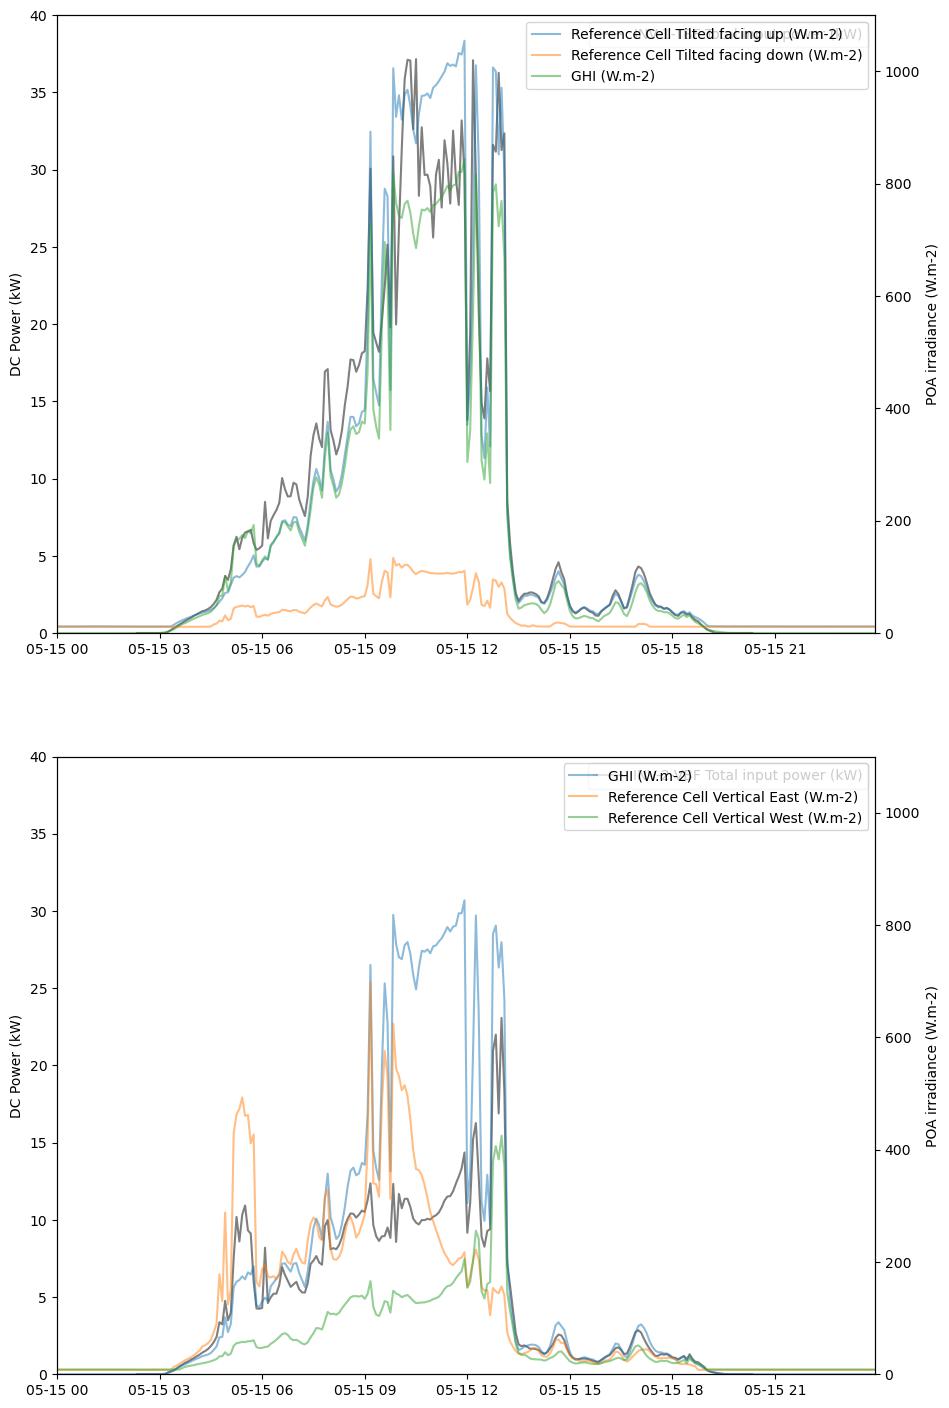 40
35
30
25
20
15
10
5
0
DC Power (kW)
Reference Cell Tilted facing up (W.m-2)
Reference Cell Tilted facing down (W.m-2)
GHI (W.m-2)
1000
800
600
400
200
0
POA irradiance (W.m-2)
05-15 00 05-15 03 05-15 06 05-15 09 05-15 12 05-15 15 05-15 18 05-15 21
40
35
30
25
20
15
10
5
0
DC Power (kW)
GHI (W.m-2) Total input power (kW)
Reference Cell Vertical East (W.m-2)
Reference Cell Vertical West (W.m-2)
1000
800
600
400
200
0
POA irradiance (W.m-2)
05-15 00 05-15 03 05-15 06 05-15 09 05-15 12 05-15 15 05-15 18 05-15 21